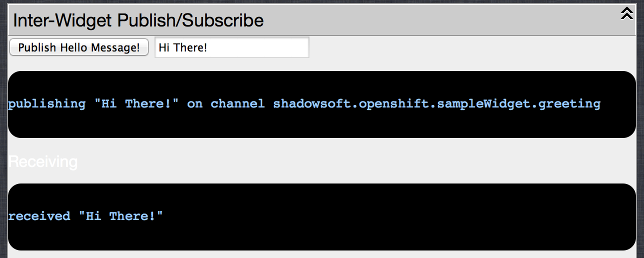 Inter-Widget Publish/Subscribe
Publish Hello Message! Hi There!
publishing "Hi There!" on channel shadowsoft.openshift.sampleWidget.greeting
Receiving
received "Hi There!"